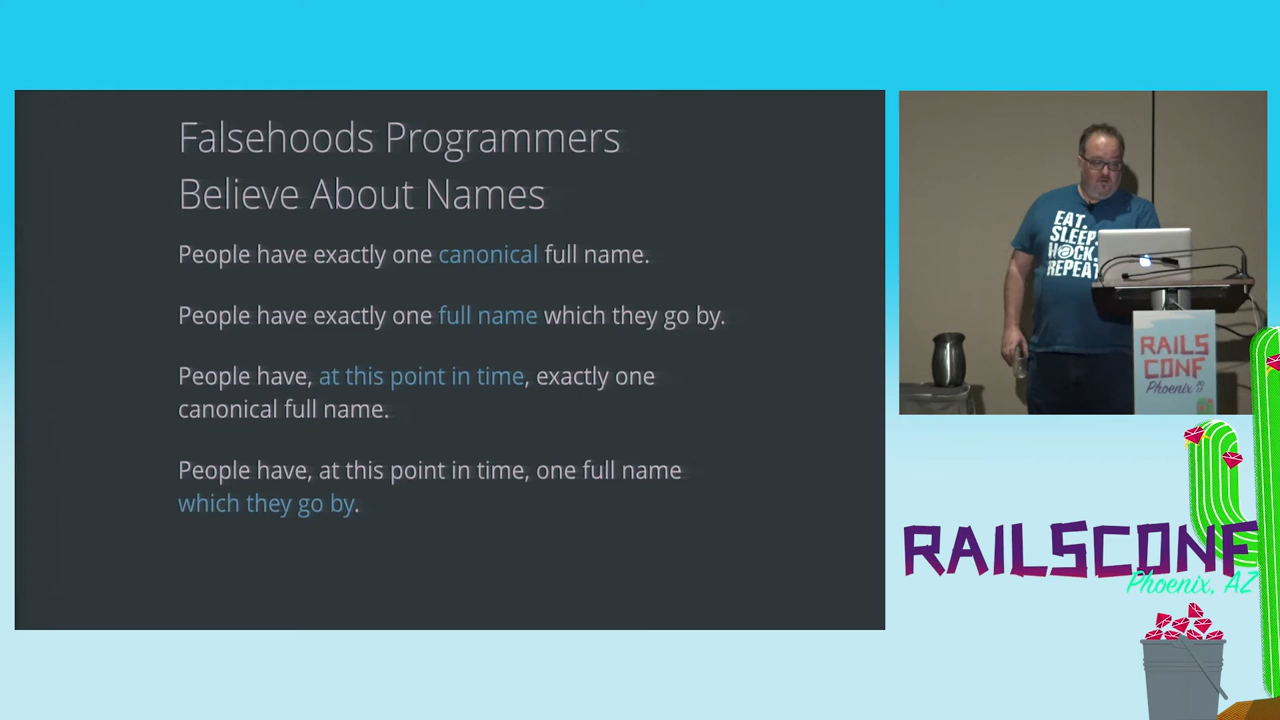 Falsehoods Programmers
Believe About Names
People have exactly one canonical full name.
People have exactly one full name which they go by.
People have, at this point in time, exactly one
canonical full name.
People have, at this point in time, one full name
which they go by.
EAT.
SLEEP.
HOCK.
REPEAT
RAILS
CONF
Phoenix
RAILSCONF
Phoenix, AZ